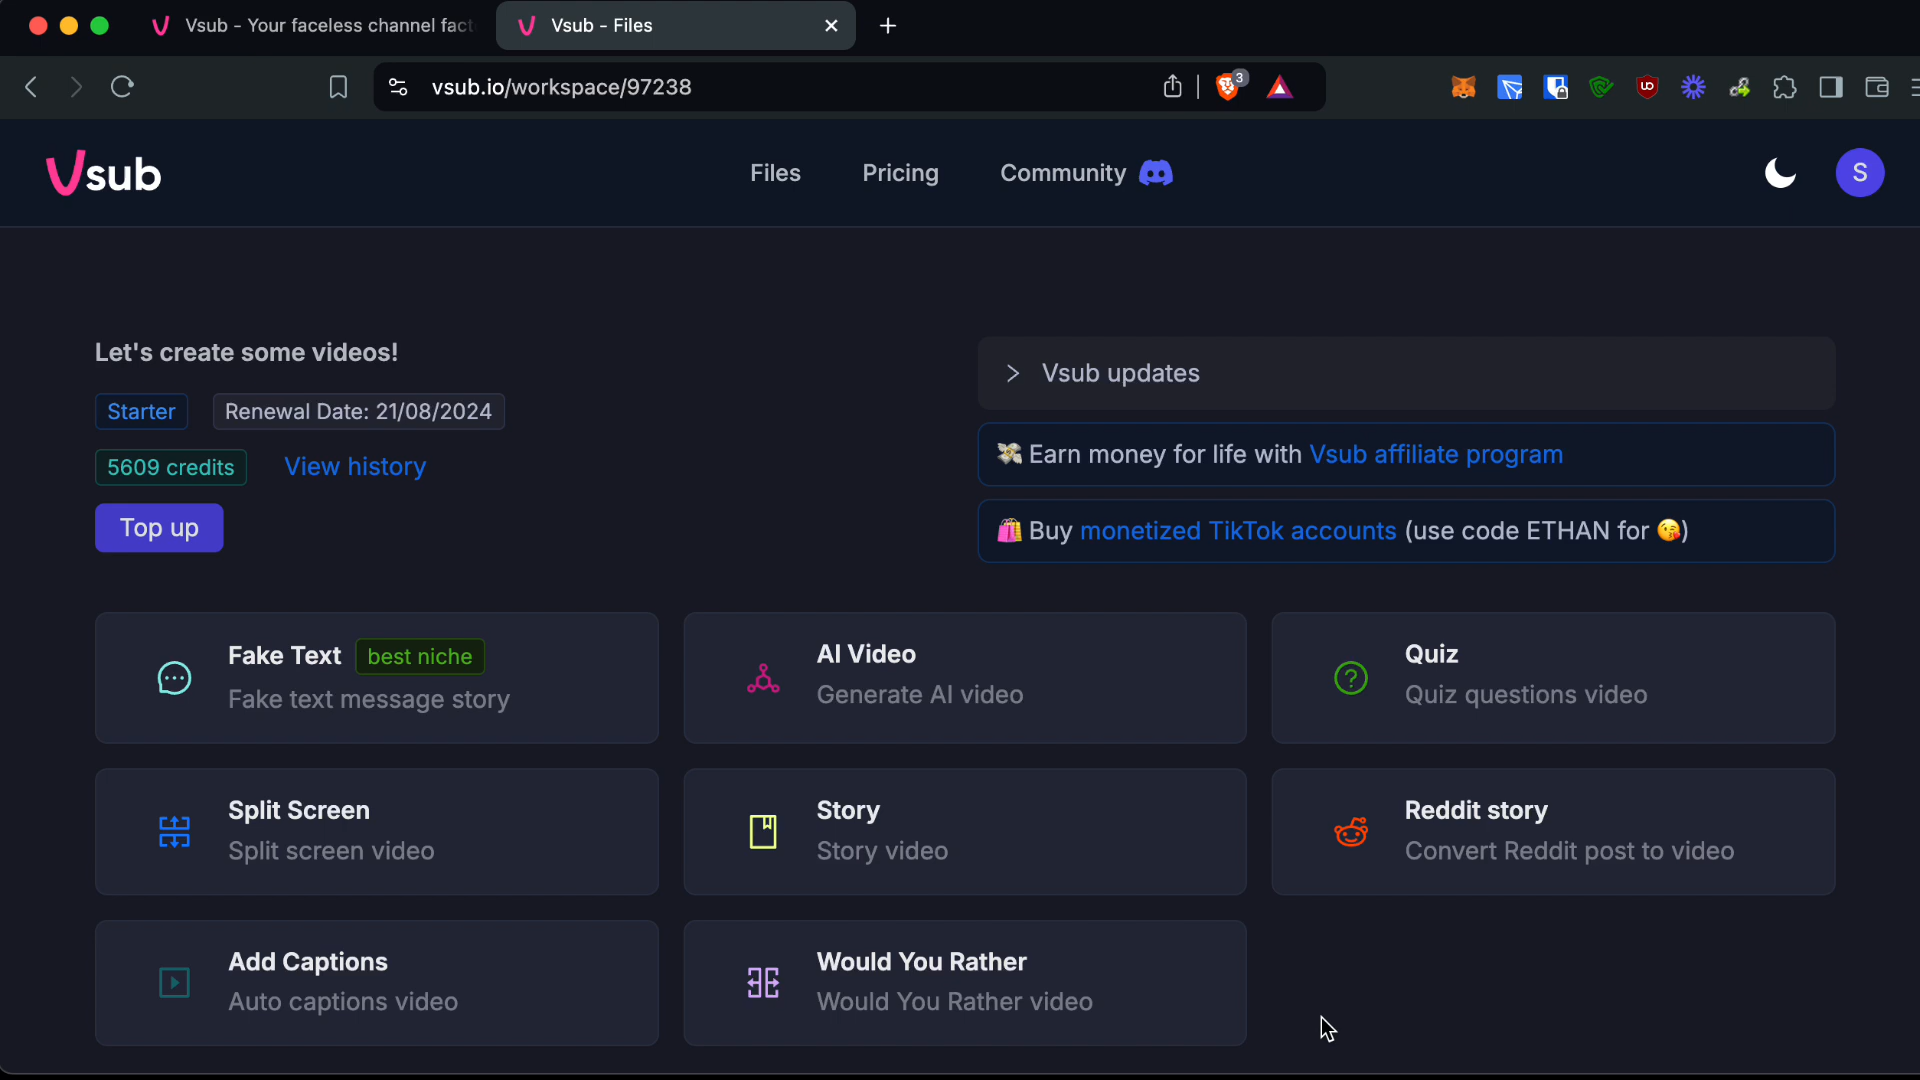 Vsub - Your faceless channel fact
Vsub - Files
vsub.io/workspace/97238
3
Vsub
Files
Pricing
Community
S
Let's create some videos!
Starter
Renewal Date: 21/08/2024
5609 credits
View history
Top up
Vsub updates
💸 Earn money for life with Vsub affiliate program
🛍️ Buy monetized TikTok accounts (use code ETHAN for 😘)
Fake Text
best niche
Fake text message story
AI Video
Generate AI video
Quiz
Quiz questions video
Split Screen
Split screen video
Story
Story video
Reddit story
Convert Reddit post to video
Add Captions
Auto captions video
Would You Rather
Would You Rather video